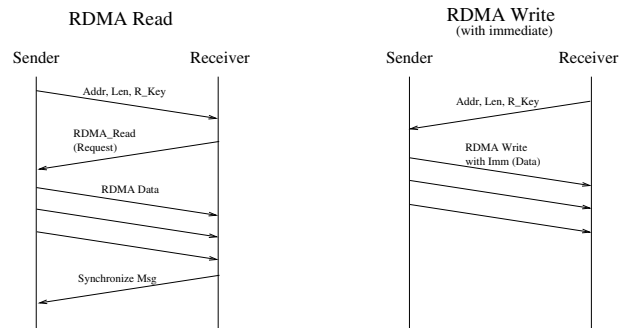 RDMA Read
Sender
Receiver
Addr, Len, R_Key
RDMA_Read
(Request)
RDMA Data
Synchronize Msg
RDMA Write
(with immediate)
Sender
Receiver
Addr, Len, R_Key
RDMA Write
with Imm (Data)